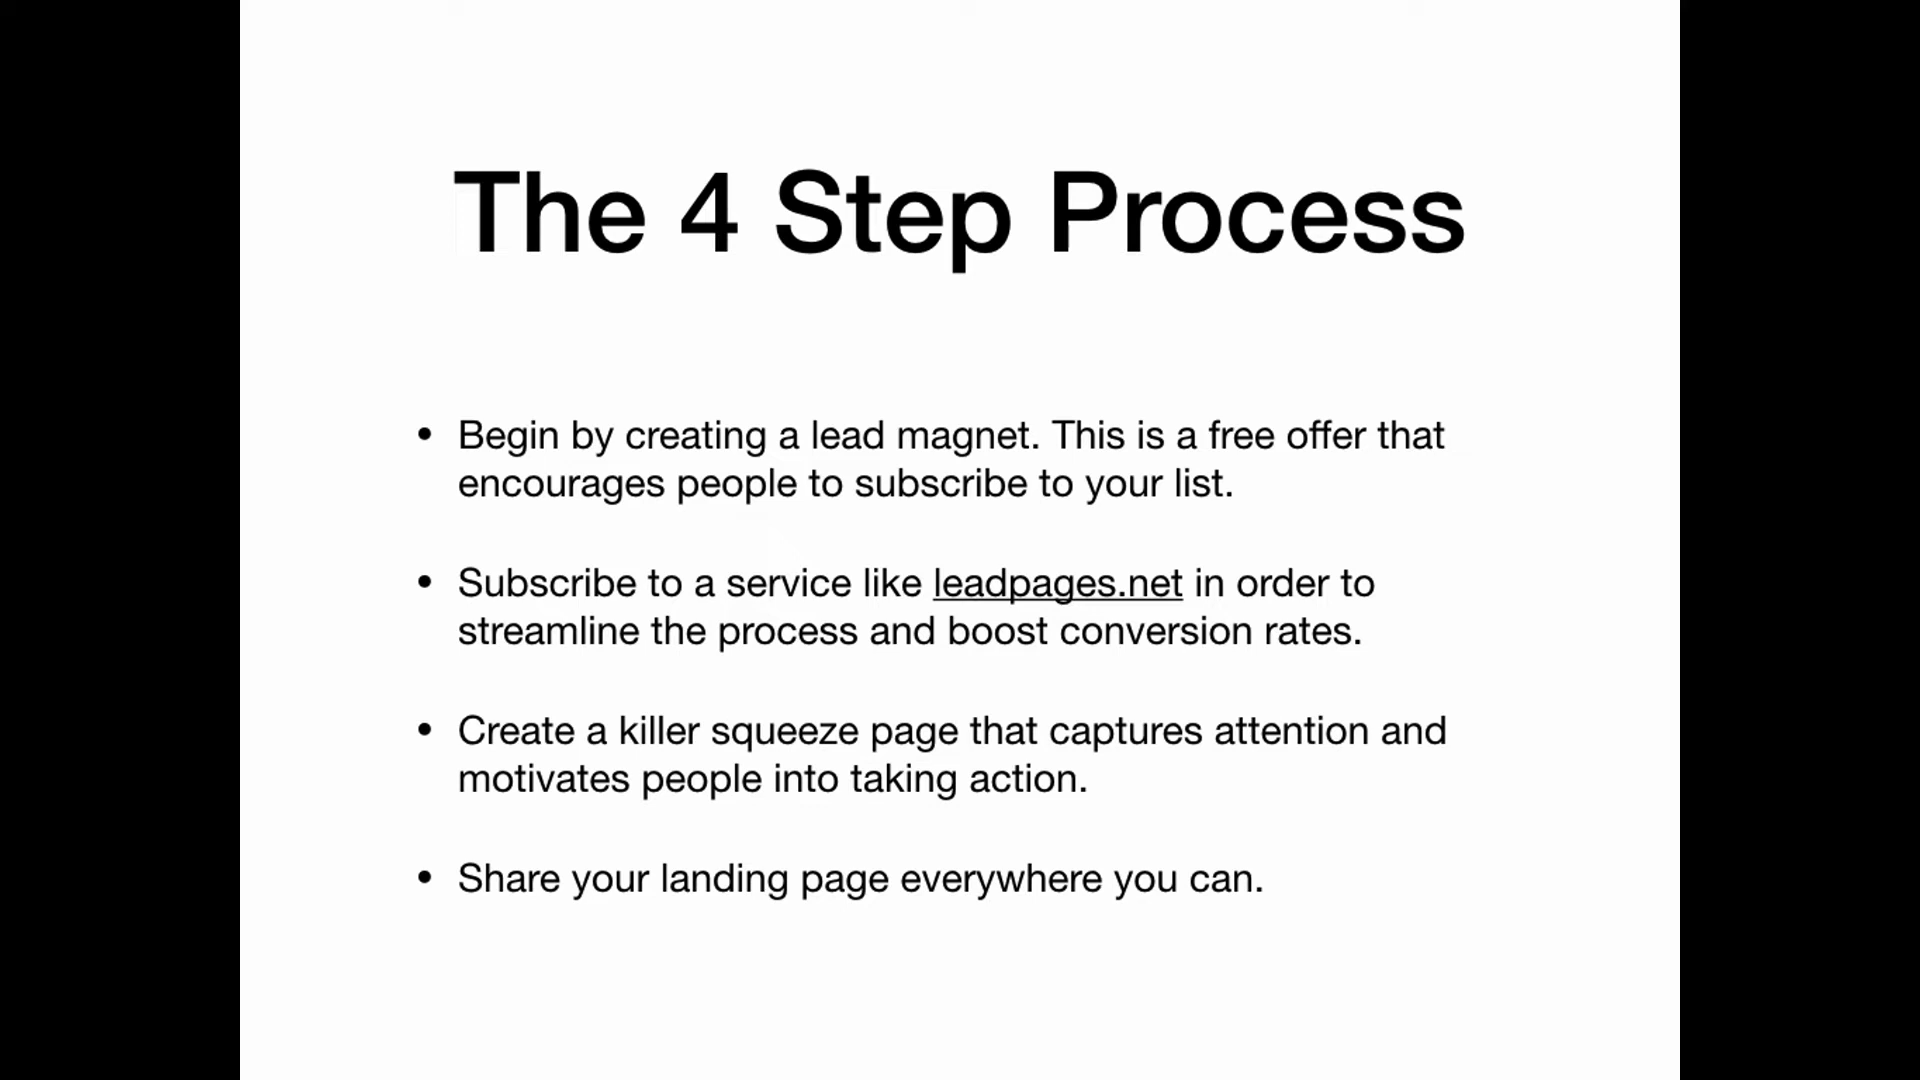 The 4 Step Process
• Begin by creating a lead magnet. This is a free offer that
encourages people to subscribe to your list.
• Subscribe to a service like leadpages.net in order to
streamline the process and boost conversion rates.
• Create a killer squeeze page that captures attention and
motivates people into taking action.
• Share your landing page everywhere you can.